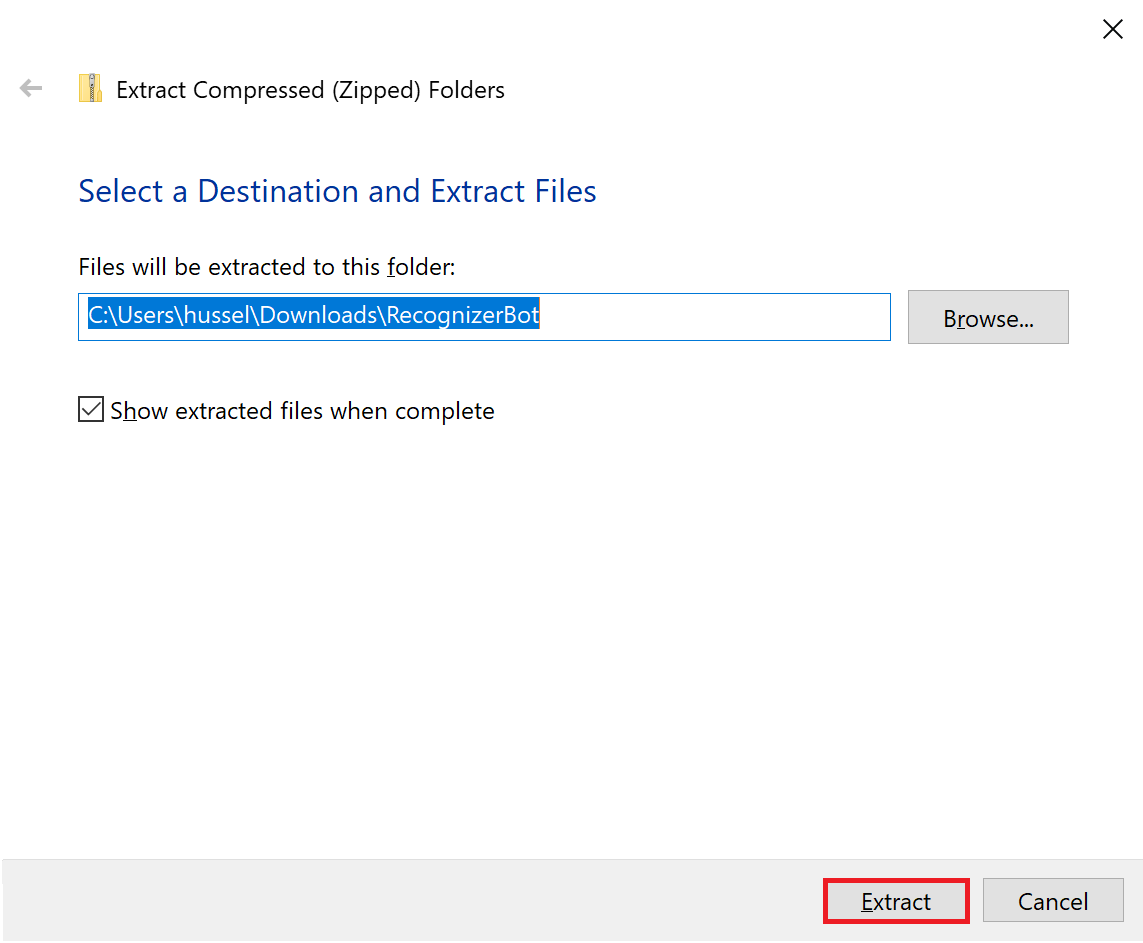 Extract Compressed (Zipped) Folders
Select a Destination and Extract Files
Files will be extracted to this folder:
C:\Users\hussel\Downloads\RecognizerBot
Browse...
Show extracted files when complete
Extract
Cancel